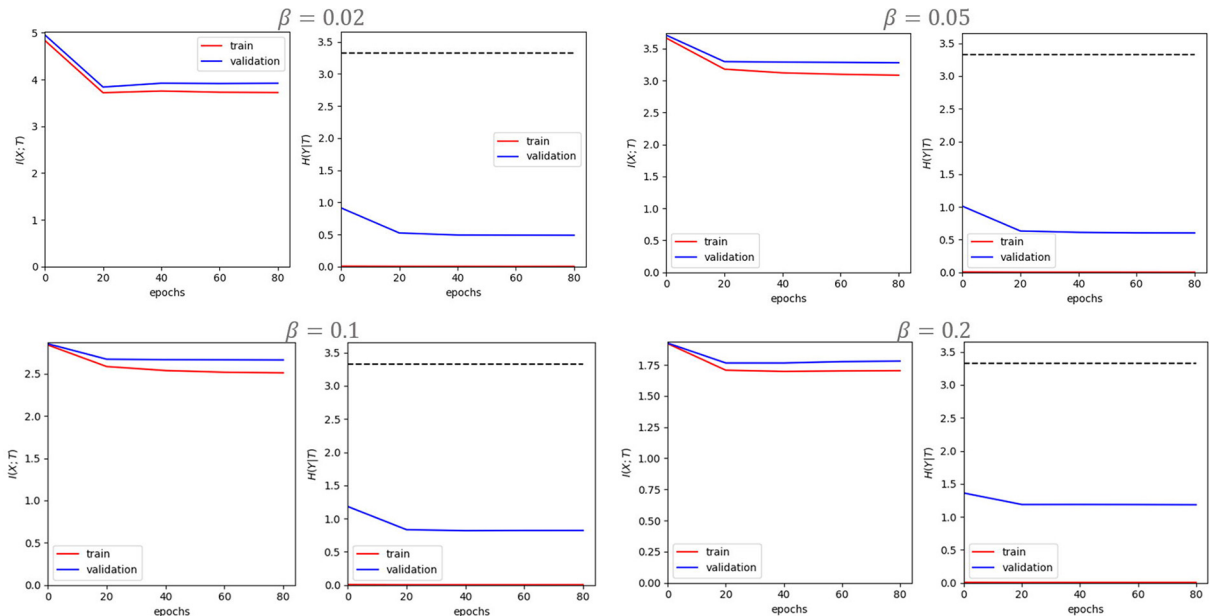 β = 0.02
5
4
3
2
1
0
I(X;T)
train
validation
0 20 40 60 80
epochs
3.5
3.0
2.5
2.0
1.5
1.0
0.5
0.0
H(Y|T)
train
validation
0 20 40 60 80
epochs
β = 0.05
3.5
3.0
2.5
2.0
1.5
1.0
0.5
0.0
I(X;T)
train
validation
0 20 40 60 80
epochs
3.5
3.0
2.5
2.0
1.5
1.0
0.5
0.0
H(Y|T)
train
validation
0 20 40 60 80
epochs
β = 0.1
2.5
2.0
1.5
1.0
0.5
0.0
I(X;T)
train
validation
0 20 40 60 80
epochs
3.5
3.0
2.5
2.0
1.5
1.0
0.5
0.0
H(Y|T)
train
validation
0 20 40 60 80
epochs
β = 0.2
1.75
1.50
1.25
1.00
0.75
0.50
0.25
0.00
I(X;T)
train
validation
0 20 40 60 80
epochs
3.5
3.0
2.5
2.0
1.5
1.0
0.5
0.0
H(Y|T)
train
validation
0 20 40 60 80
epochs